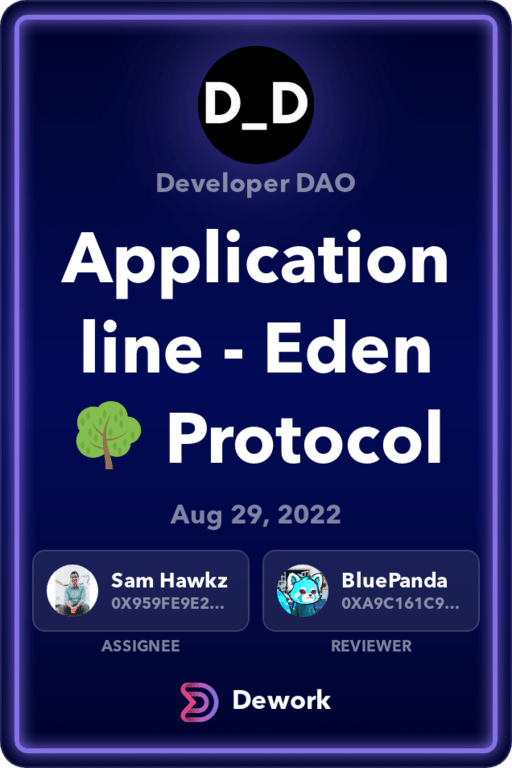 D_D
Developer DAO
Application
line - Eden
🌳 Protocol
Aug 29, 2022
Sam Hawkz
0X959FE9E2...
BluePanda
0XA9C161C9...
ASSIGNEE
REVIEWER
Dework